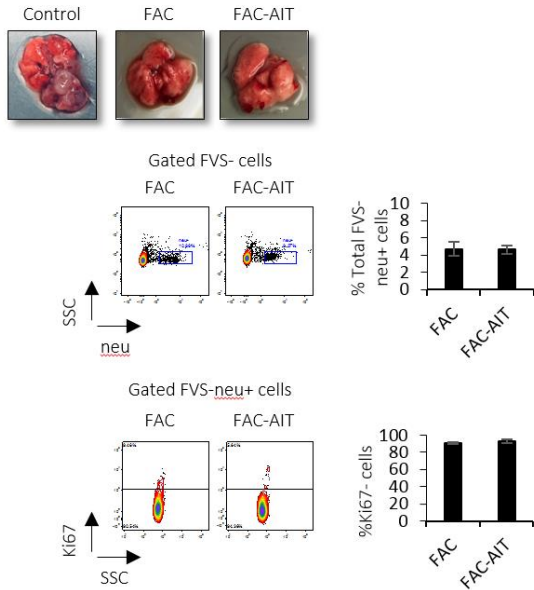 Control
FAC
FAC-AIT
Gated FVS- cells
FAC
FAC-AIT
SSC
neu
neu+
% Total FVS-
neu+ cells
10
8
6
4
2
0
FAC
FAC-AIT
Gated FVS-neu+ cells
FAC
FAC-AIT
Ki67
SSC
%Ki67- cells
100
80
60
40
20
0
FAC
FAC-AIT